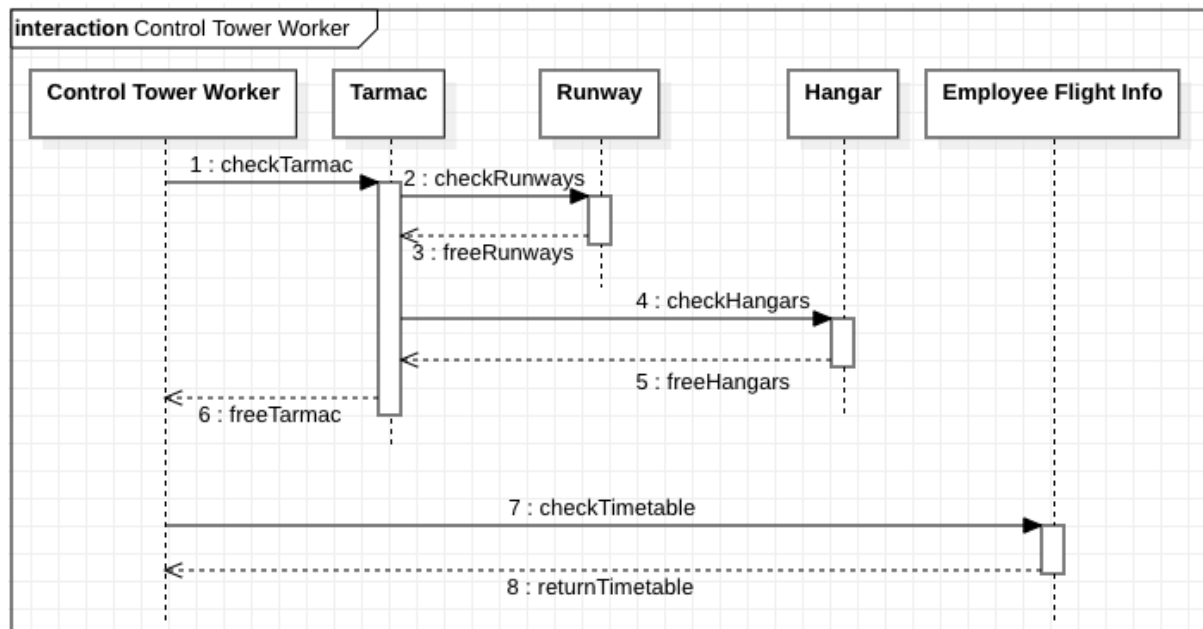 interaction Control Tower Worker
Control Tower Worker
Tarmac
Runway
Hangar
Employee Flight Info
1 : checkTarmac
2 : checkRunways
3 : freeRunways
4 : checkHangars
5 : freeHangars
6 : freeTarmac
7 : checkTimetable
8 : returnTimetable